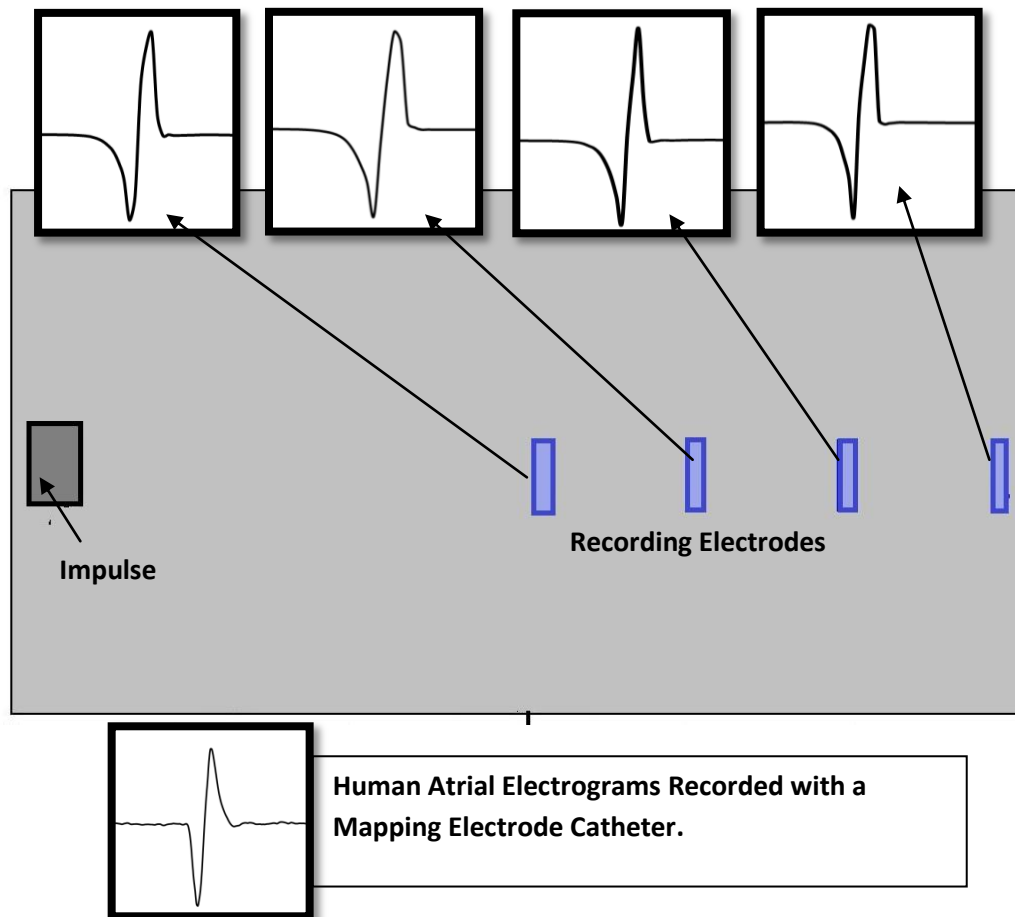 Recording Electrodes
Impulse
Human Atrial Electrograms Recorded with a
Mapping Electrode Catheter.